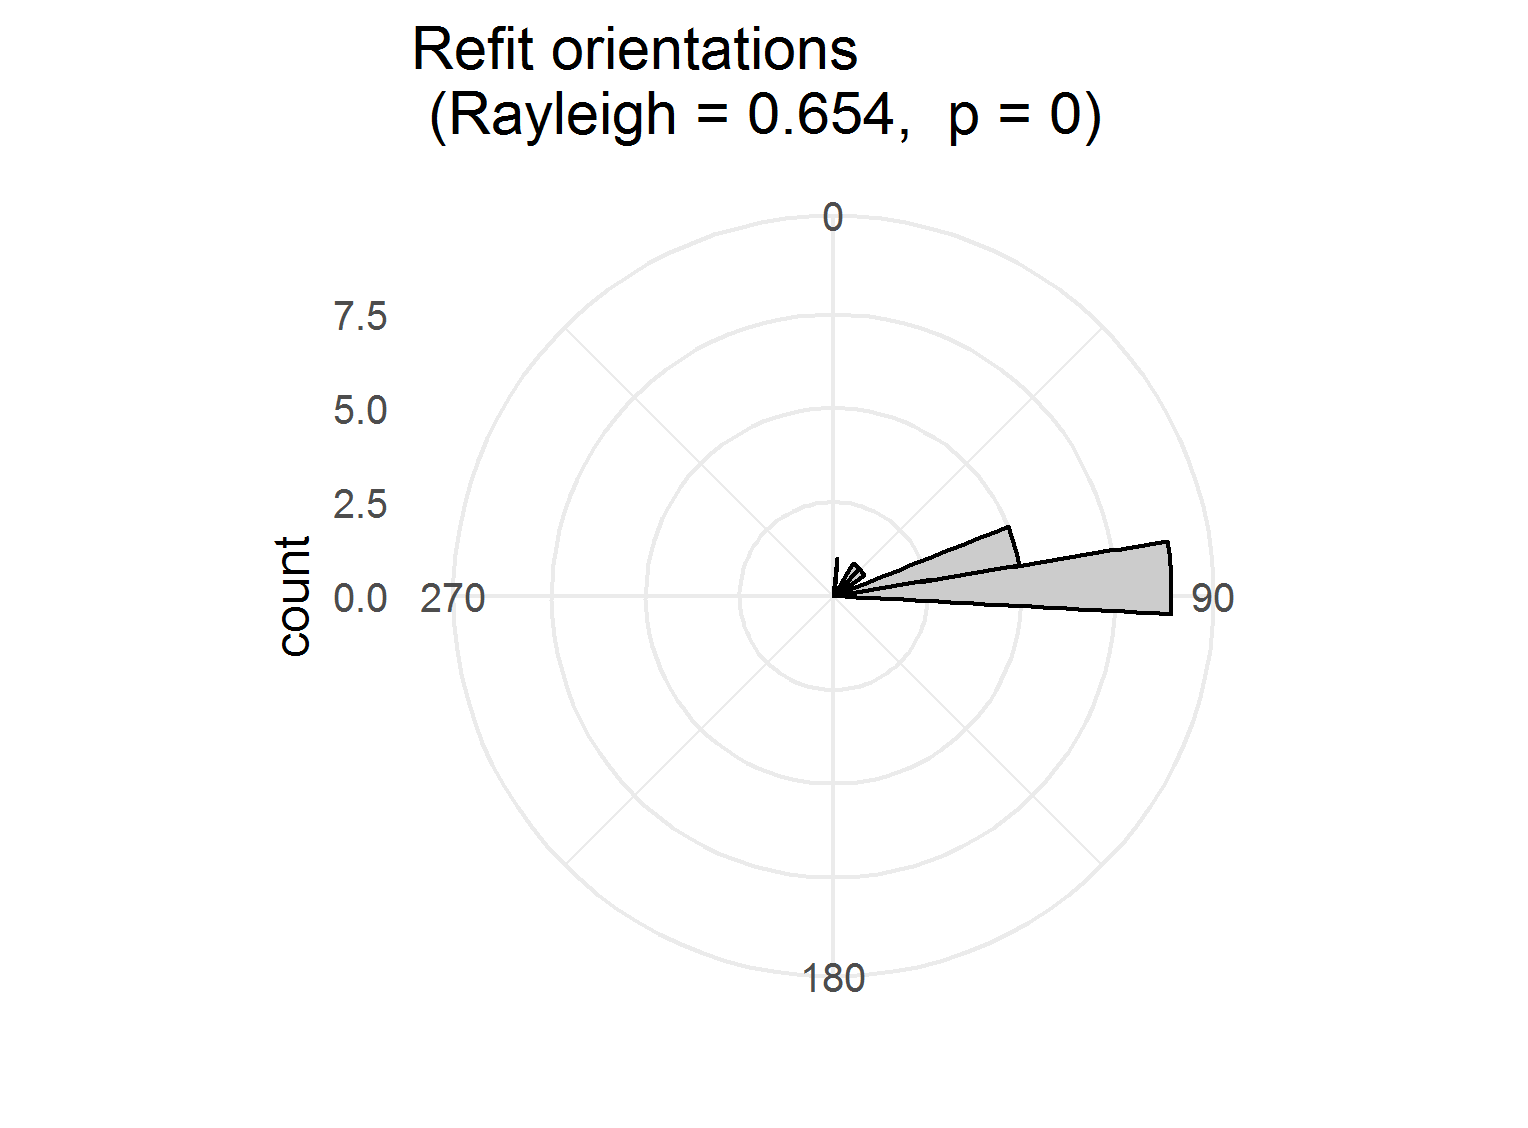 Refit orientations
(Rayleigh = 0.654,  p = 0)
0
7.5
5.0
2.5
0.0
count
270
90
180